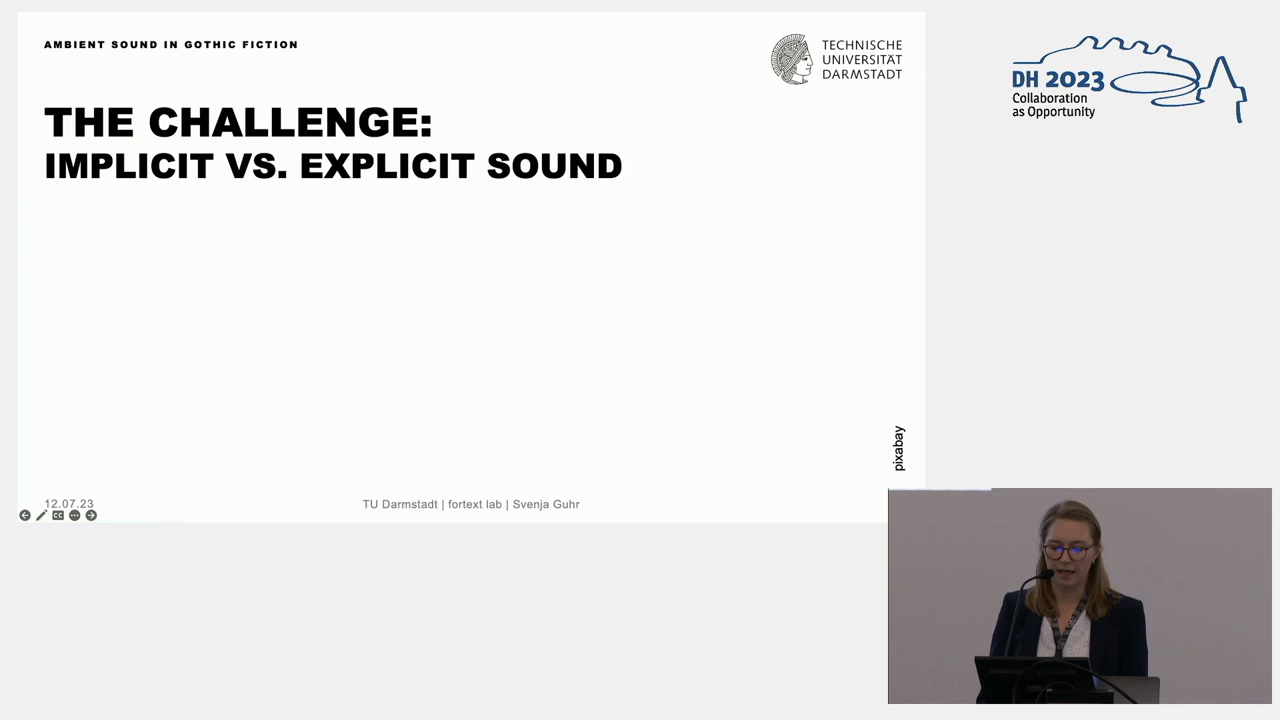 AMBIENT SOUND IN GOTHIC FICTION
TECHNISCHE
UNIVERSITÄT
DARMSTADT
THE CHALLENGE:
IMPLICIT VS. EXPLICIT SOUND
pixabay
12.07.23
TU Darmstadt | fortext lab | Svenja Guhr
CC
DH 2023
Collaboration
as Opportunity